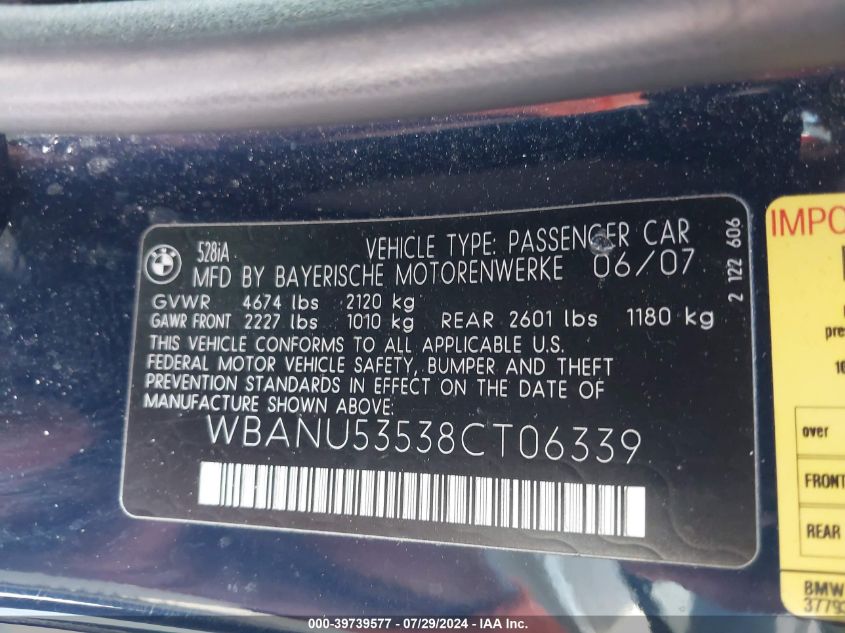 528iA VEHICLE TYPE: PASSENGER CAR
MFD BY BAYERISCHE MOTORENWERKE 06/07
GVWR 4674 lbs 2120 kg
GAWR FRONT 2227 lbs 1010 kg REAR 2601 lbs 1180 kg
THIS VEHICLE CONFORMS TO ALL APPLICABLE U.S.
FEDERAL MOTOR VEHICLE SAFETY, BUMPER AND THEFT
PREVENTION STANDARDS IN EFFECT ON THE DATE OF
MANUFACTURE SHOWN ABOVE:
WBANU53538CT06339
2 122 606
over
FRONT
REAR
BMW
000-39739577 - 07/29/2024 - IAA Inc.